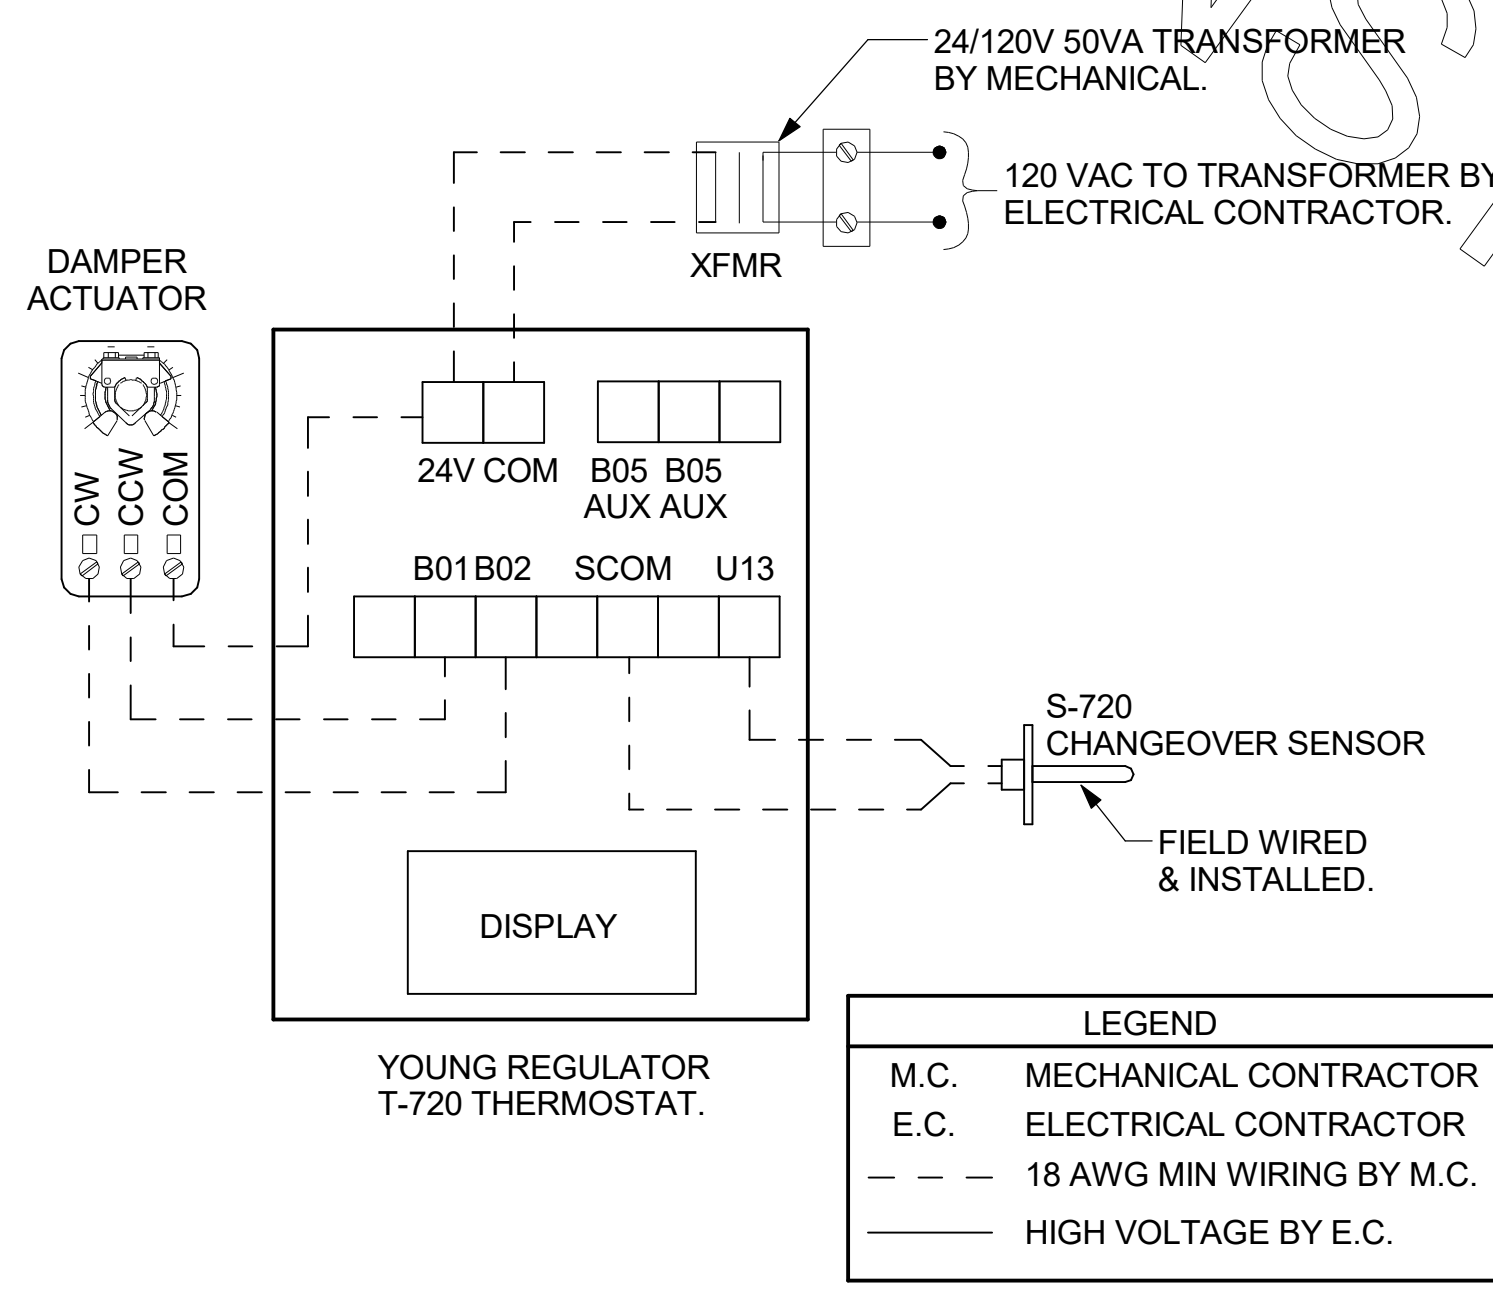 24/120V 50VA TRANSFORMER
BY MECHANICAL.
120 VAC TO TRANSFORMER BY
ELECTRICAL CONTRACTOR.
XFMR
DAMPER
ACTUATOR
CW
CCW
COM
24V COM
B05 B05
AUX AUX
B01 B02 SCOM U13
S-720
CHANGEOVER SENSOR
FIELD WIRED
& INSTALLED.
DISPLAY
YOUNG REGULATOR
T-720 THERMOSTAT.
LEGEND
M.C. MECHANICAL CONTRACTOR
E.C. ELECTRICAL CONTRACTOR
18 AWG MIN WIRING BY M.C.
HIGH VOLTAGE BY E.C.